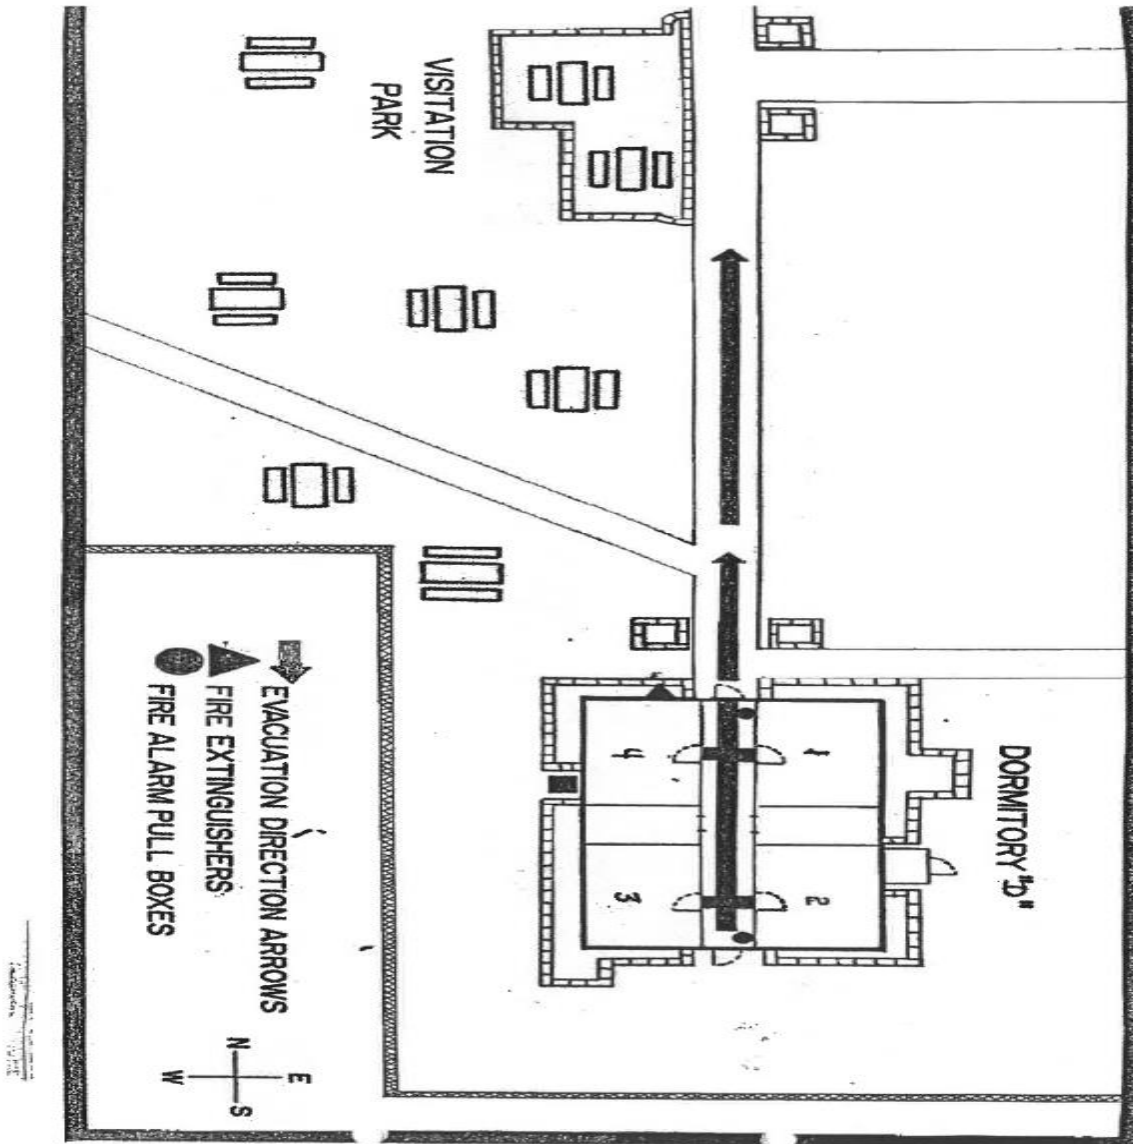 VISITATION
PARK
DORMITORY "D"
1
4
2
3
EVACUATION DIRECTION ARROWS
FIRE EXTINGUISHERS
FIRE ALARM PULL BOXES
N
E
W
S